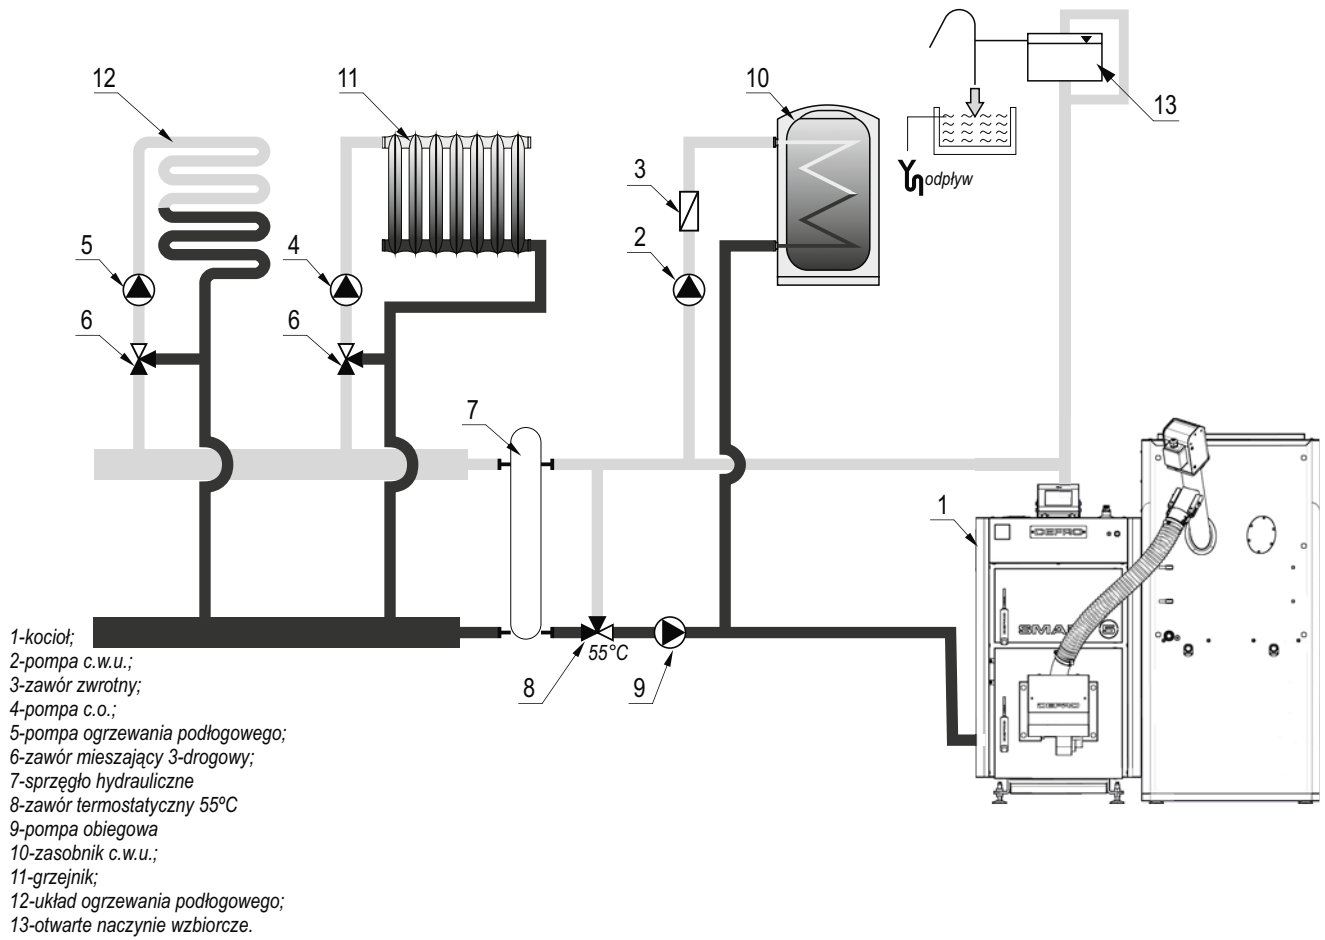 12
11
10
13
3
odpływ
5
4
2
6
6
7
1
DEFRO
SMA
5
55°C
8
9
DEFRO
1-kocioł;
2-pompa c.w.u.;
3-zawór zwrotny;
4-pompa c.o.;
5-pompa ogrzewania podłogowego;
6-zawór mieszający 3-drogowy;
7-sprzęgło hydrauliczne
8-zawór termostatyczny 55ºC
9-pompa obiegowa
10-zasobnik c.w.u.;
11-grzejnik;
12-układ ogrzewania podłogowego;
13-otwarte naczynie wzbiorcze.